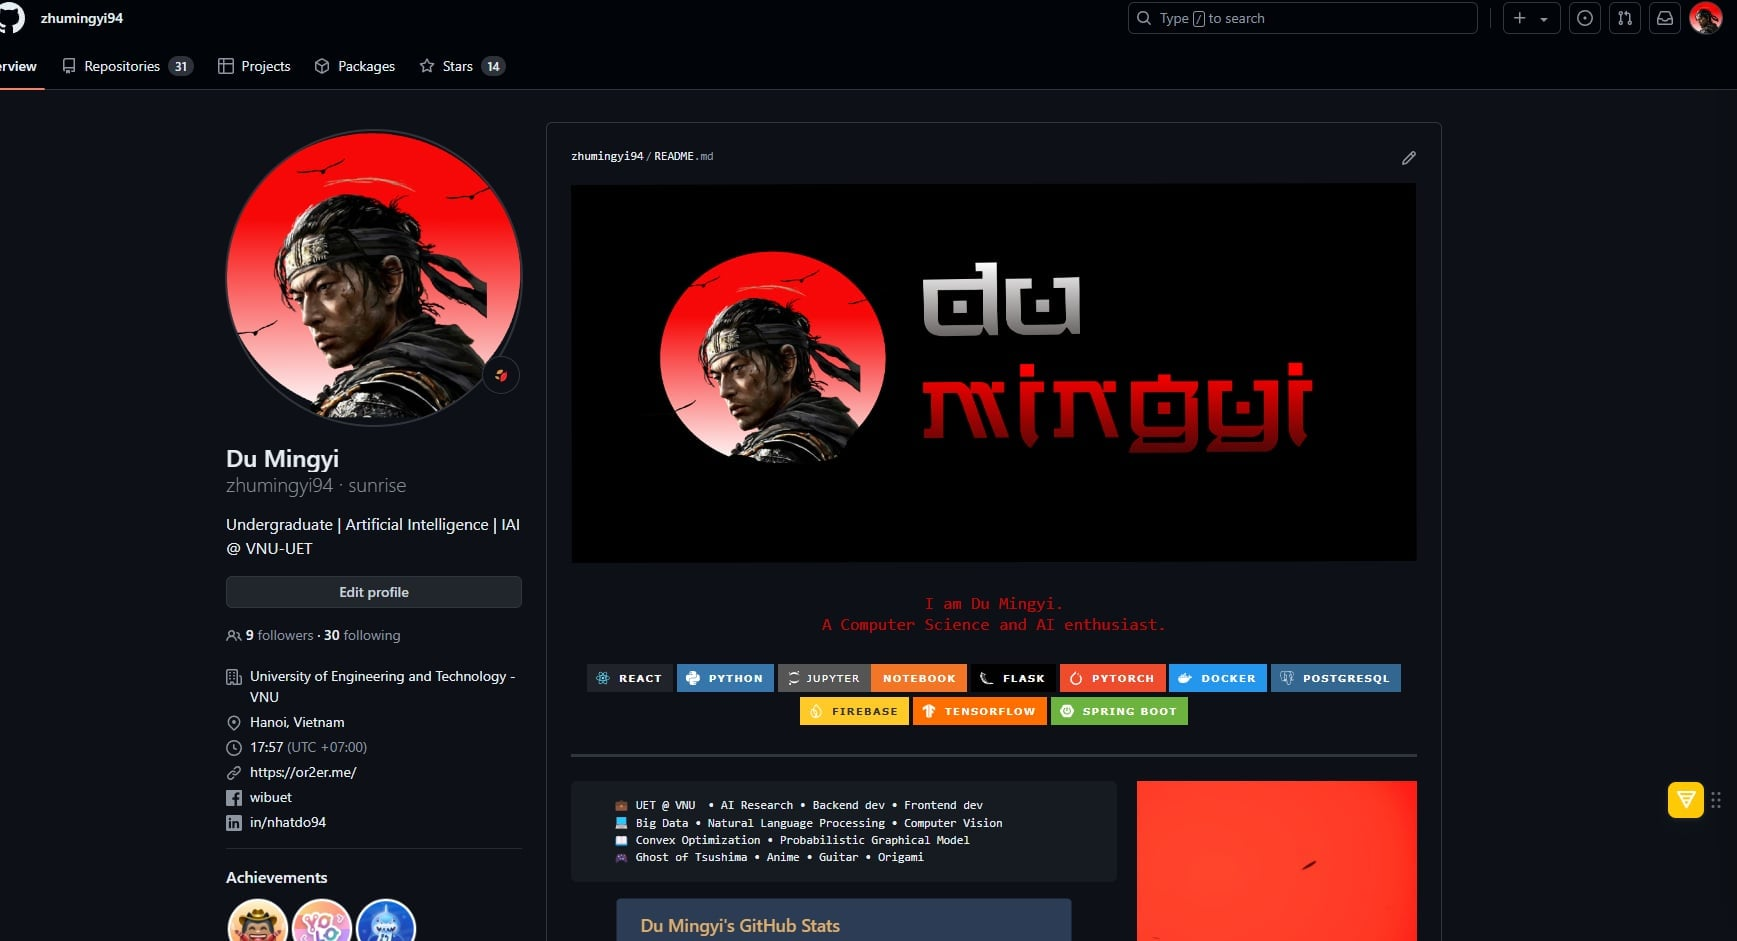 zhumingyi94
Type / to search
erview
Repositories 31
Projects
Packages
Stars 14
zhumingyi94/README.md
du
mingyi
Du Mingyi
zhumingyi94 · sunrise
Undergraduate | Artificial Intelligence | IAI
@ VNU-UET
Edit profile
9 followers · 30 following
University of Engineering and Technology -
VNU
Hanoi, Vietnam
17:57 (UTC +07:00)
https://or2er.me/
wibuet
in/nhatdo94
Achievements
YOLO
I am Du Mingyi.
A Computer Science and AI enthusiast.
REACT
PYTHON
JUPYTER NOTEBOOK
FLASK
PYTORCH
DOCKER
POSTGRESQL
FIREBASE
TENSORFLOW
SPRING BOOT
UET @ VNU • AI Research • Backend dev • Frontend dev
Big Data • Natural Language Processing • Computer Vision
Convex Optimization • Probabilistic Graphical Model
Ghost of Tsushima • Anime • Guitar • Origami
Du Mingyi's GitHub Stats